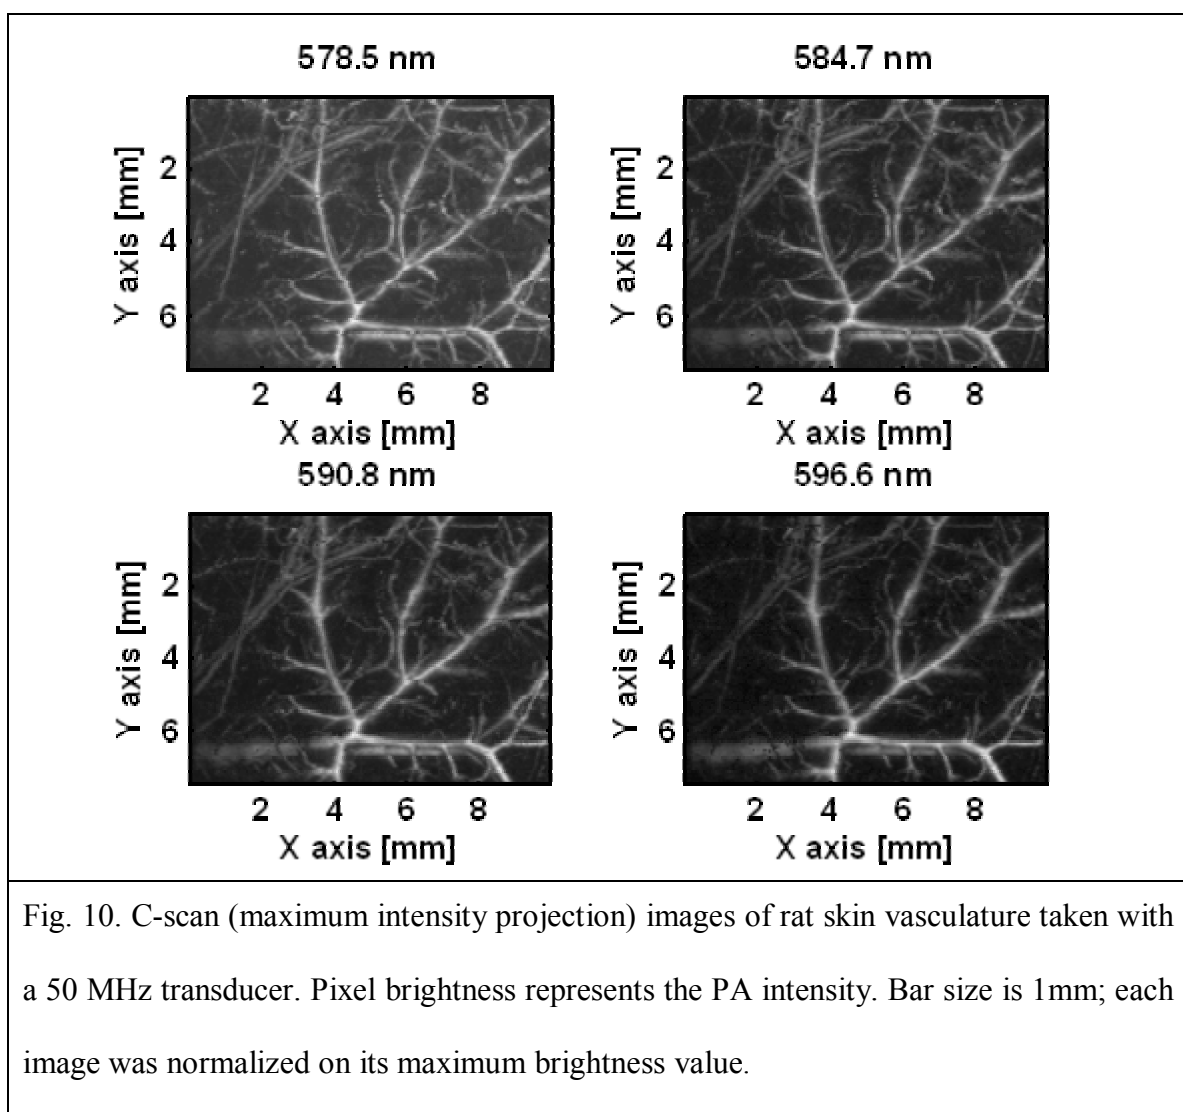 578.5 nm
584.7 nm
Y axis [mm]
2
4
6
2 4 6 8
X axis [mm]
Y axis [mm]
2
4
6
2 4 6 8
X axis [mm]
590.8 nm
596.6 nm
Y axis [mm]
2
4
6
2 4 6 8
X axis [mm]
Y axis [mm]
2
4
6
2 4 6 8
X axis [mm]
Fig. 10. C-scan (maximum intensity projection) images of rat skin vasculature taken with
a 50 MHz transducer. Pixel brightness represents the PA intensity. Bar size is 1mm; each
image was normalized on its maximum brightness value.